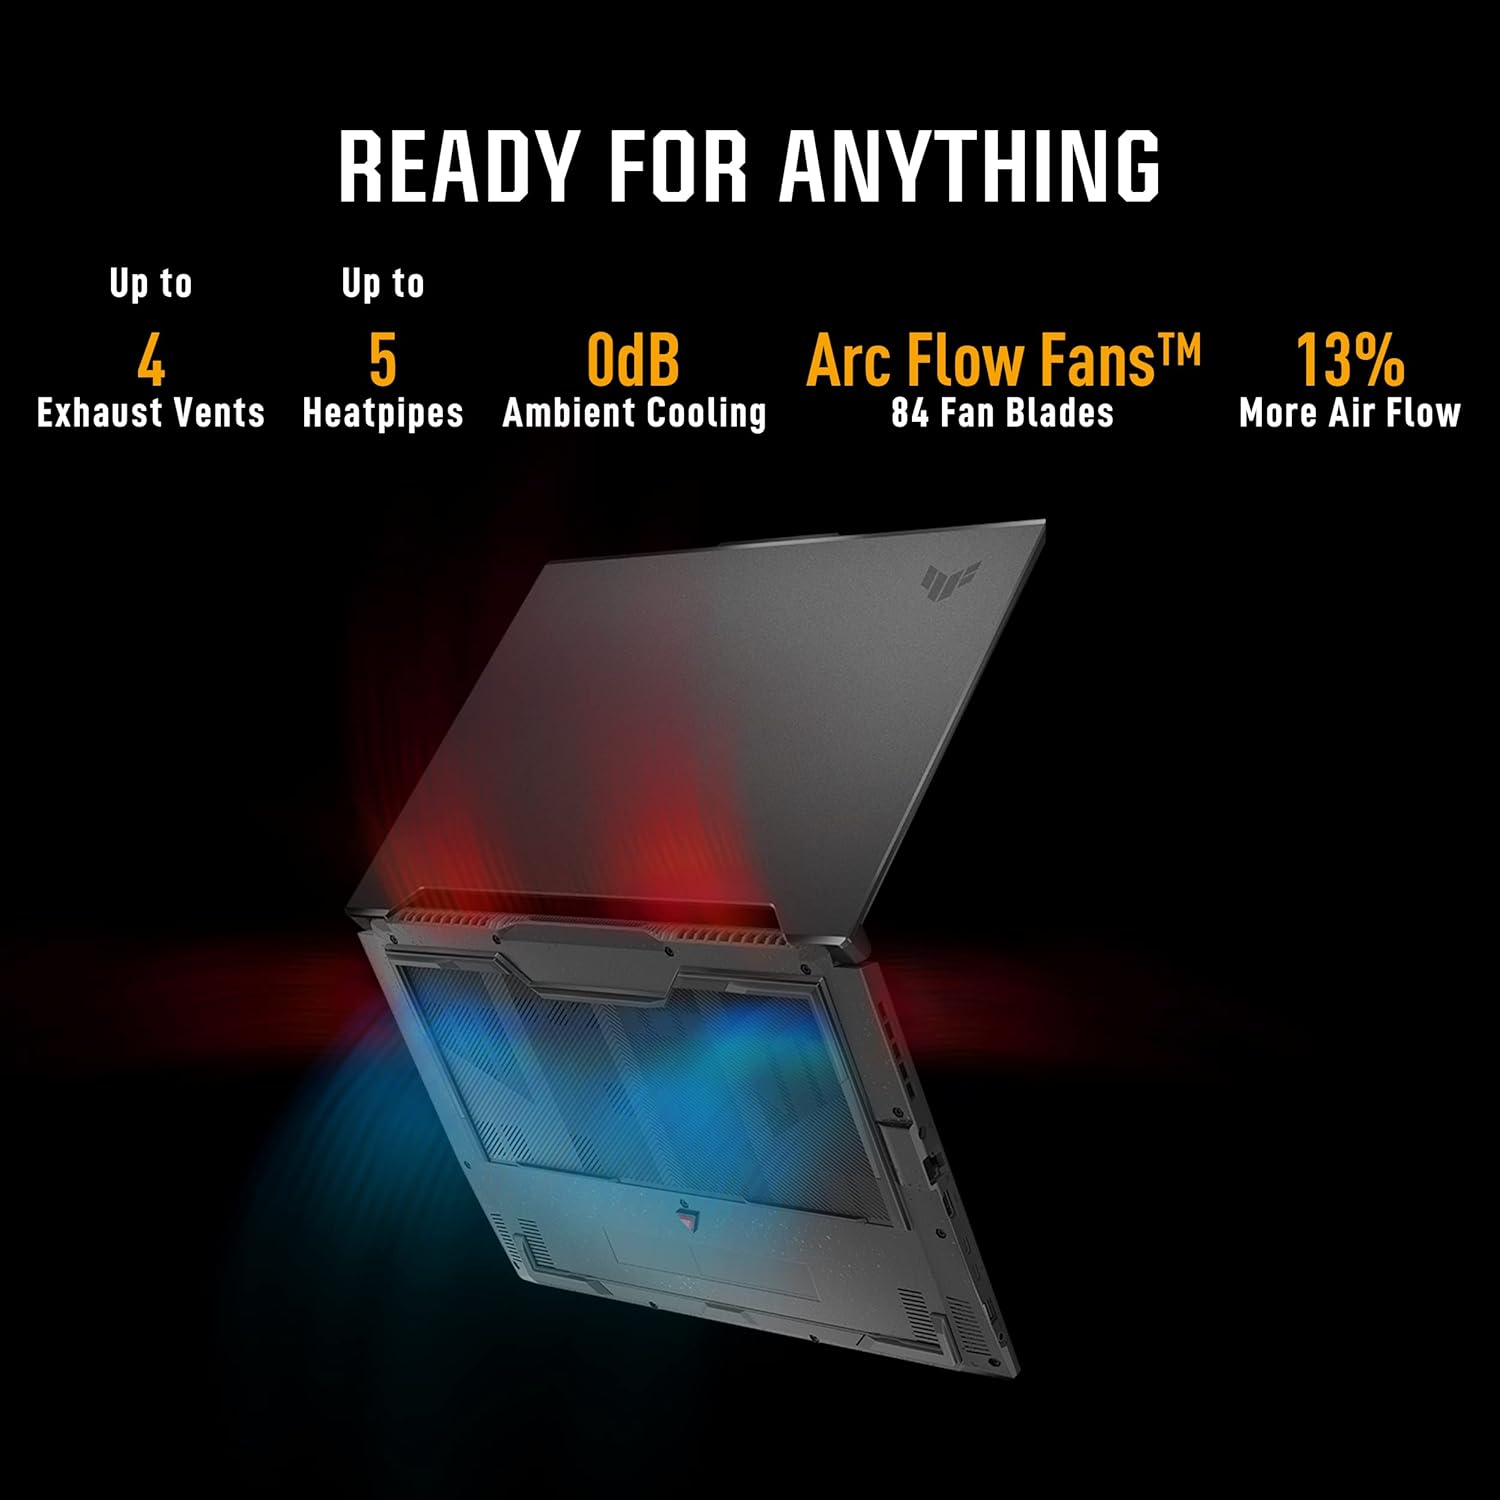 READY FOR ANYTHING
Up to
4
Exhaust Vents
Up to
5
Heatpipes
0dB
Ambient Cooling
Arc Flow Fans™
84 Fan Blades
13%
More Air Flow